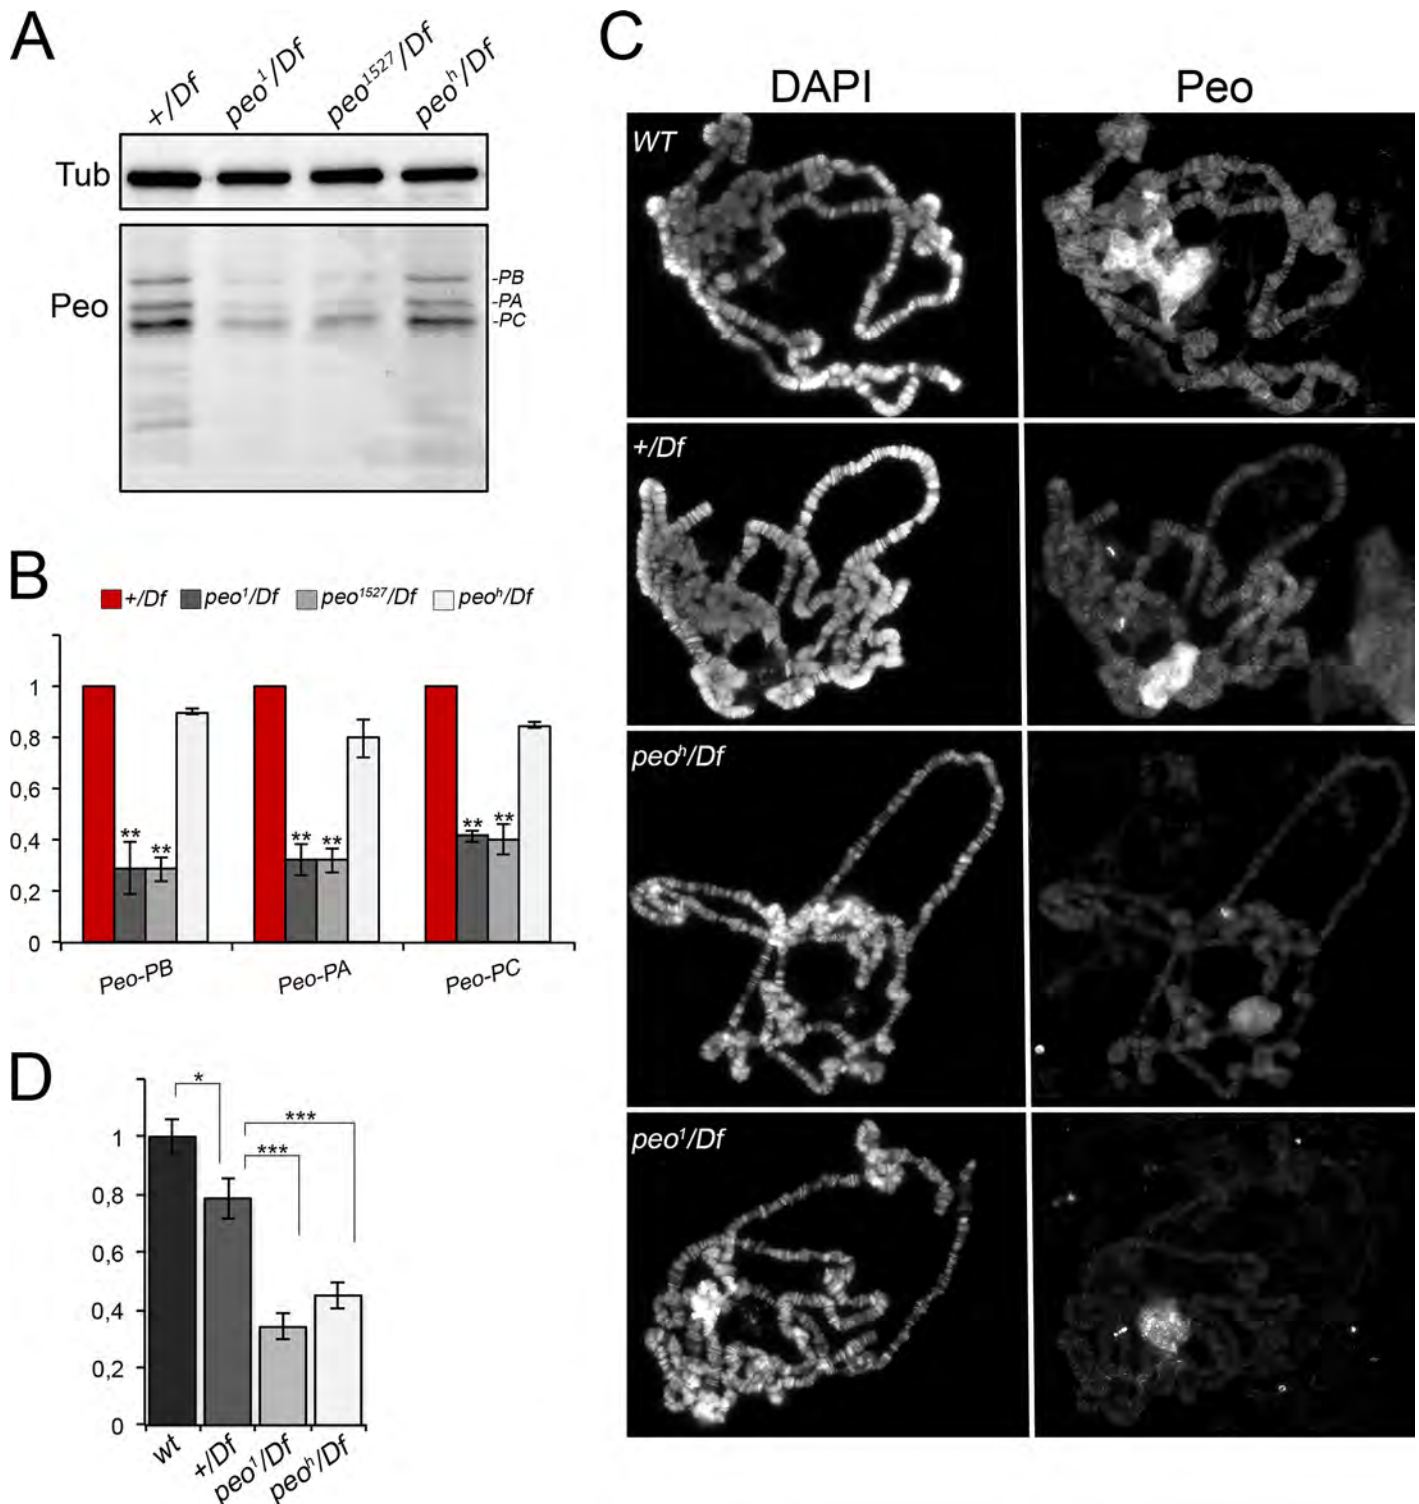 A
+/Df
peo¹/Df
peo¹⁵²⁷/Df
peoʰ/Df
Tub
Peo
-PB
-PA
-PC
B
+/Df peo¹/Df peo¹⁵²⁷/Df peoʰ/Df
1
0,8
0,6
0,4
0,2
0
** ** ** ** ** **
Peo-PB Peo-PA Peo-PC
D
* *** ***
1
0,8
0,6
0,4
0,2
0
wt +/Df peo¹/Df peoʰ/Df
C
DAPI Peo
WT
+/Df
peoʰ/Df
peo¹/Df